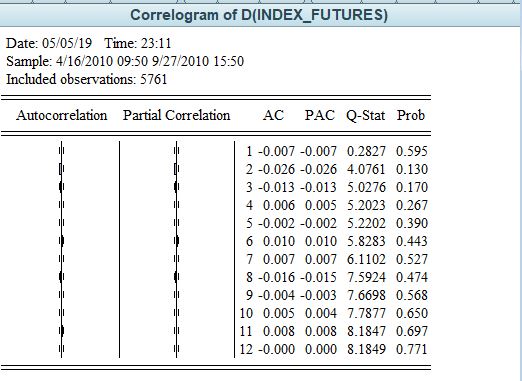 Correlogram of D(INDEX_FUTURES)
Date: 05/05/19 Time: 23:11
Sample: 4/16/2010 09:50 9/27/2010 15:50
Included observations: 5761
Autocorrelation Partial Correlation AC PAC Q-Stat Prob
1 -0.007 -0.007 0.2827 0.595
2 -0.026 -0.026 4.0761 0.130
3 -0.013 -0.013 5.0276 0.170
4 0.006 0.005 5.2023 0.267
5 -0.002 -0.002 5.2202 0.390
6 0.010 0.010 5.8283 0.443
7 0.007 0.007 6.1102 0.527
8 -0.016 -0.015 7.5924 0.474
9 -0.004 -0.003 7.6698 0.568
10 0.005 0.004 7.7877 0.650
11 0.008 0.008 8.1847 0.697
12 -0.000 0.000 8.1849 0.771